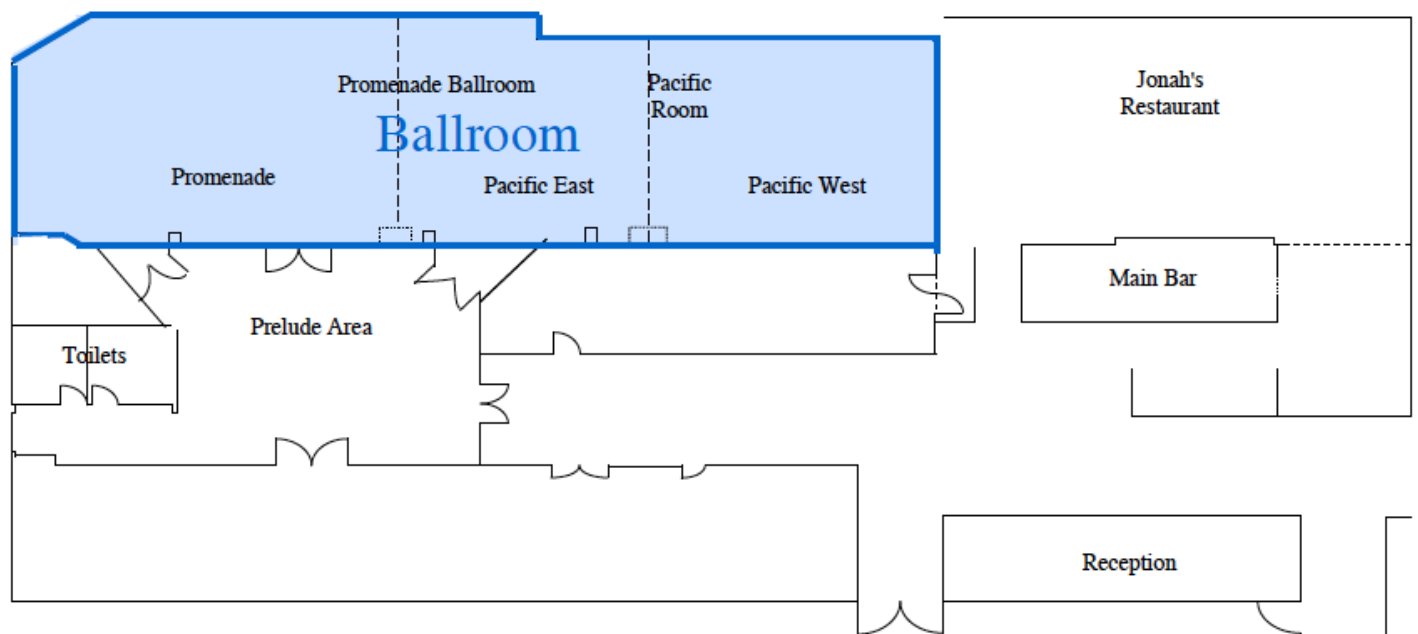 Promenade Ballroom
Pacific
Room
Jonah's
Restaurant
Ballroom
Promenade
Pacific East
Pacific West
Main Bar
Prelude Area
Toilets
Reception